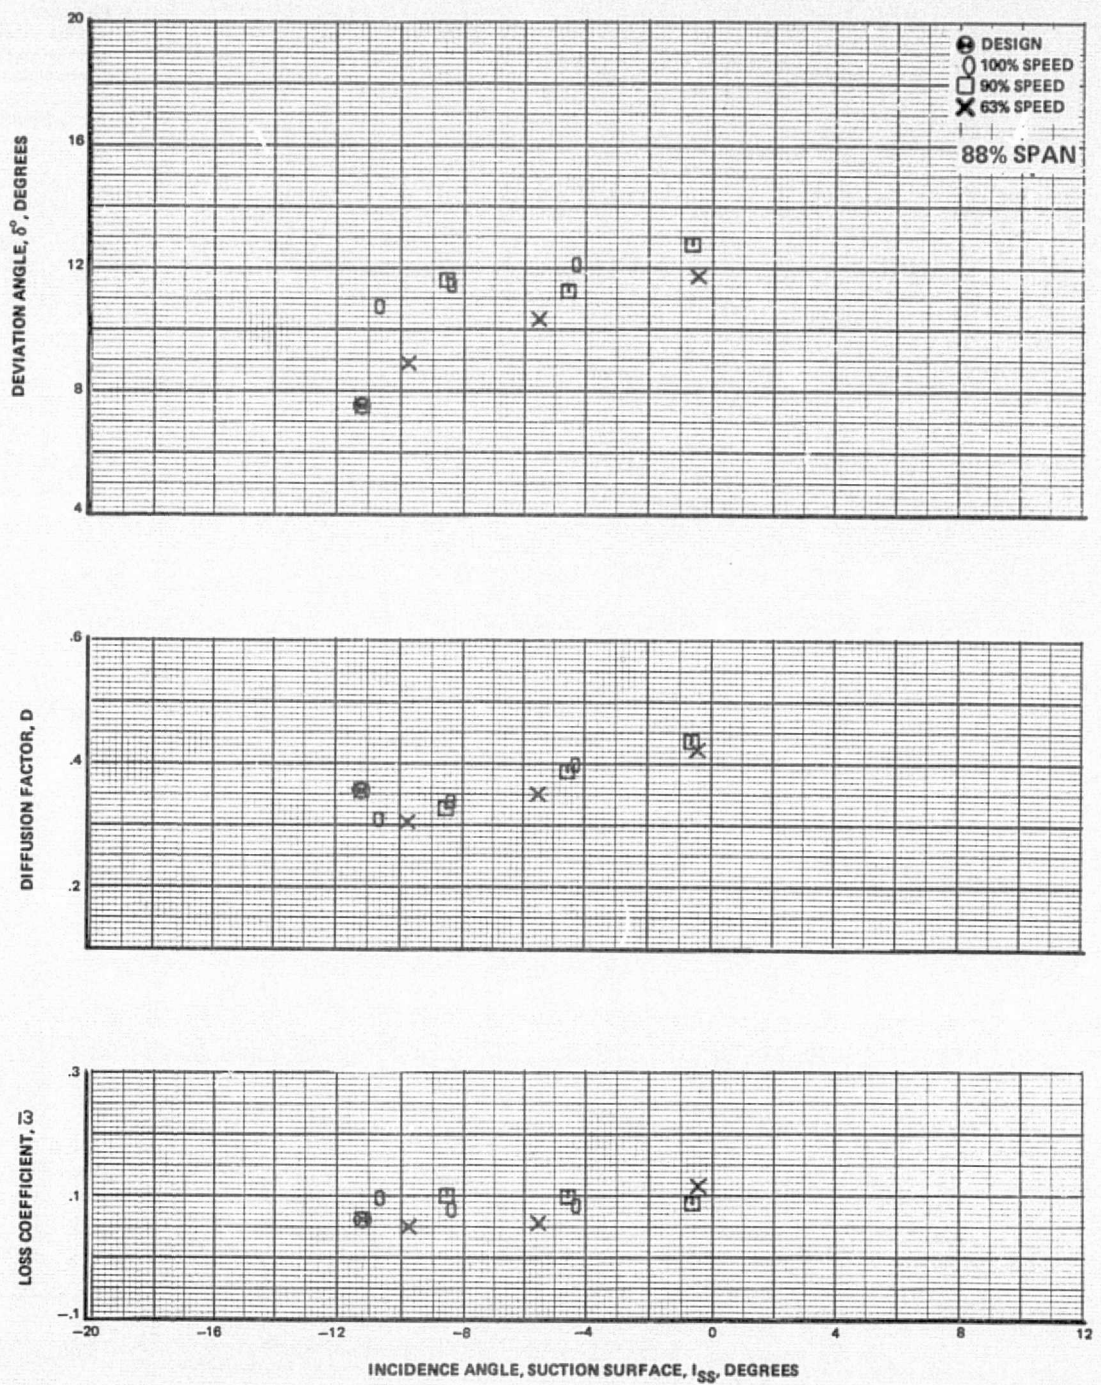 20
16
12
8
4
DEVIATION ANGLE, δ°, DEGREES
DESIGN
100% SPEED
90% SPEED
63% SPEED
88% SPAN
.6
.4
.2
DIFFUSION FACTOR, D
.3
.1
-.1
LOSS COEFFICIENT, ω̅
-20 -16 -12 -8 -4 0 4 8 12
INCIDENCE ANGLE, SUCTION SURFACE, ISS, DEGREES